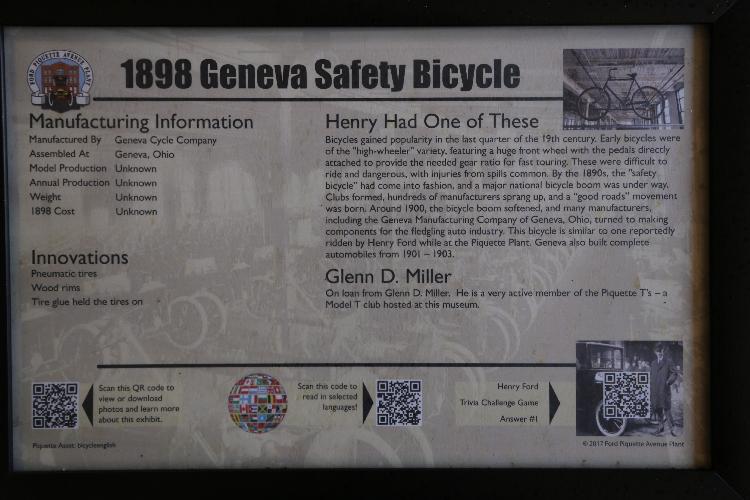 FORD PIQUETTE AVENUE PLANT
1898 Geneva Safety Bicycle
Manufacturing Information
Manufactured By Geneva Cycle Company
Assembled At Geneva, Ohio
Model Production Unknown
Annual Production Unknown
Weight Unknown
1898 Cost Unknown
Innovations
Pneumatic tires
Wood rims
Tire glue held the tires on
Henry Had One of These
Bicycles gained popularity in the last quarter of the 19th century. Early bicycles were
of the "high-wheeler" variety, featuring a huge front wheel with the pedals directly
attached to provide the needed gear ratio for fast touring. These were difficult to
ride and dangerous, with injuries from spills common. By the 1890s, the "safety
bicycle" had come into fashion, and a major national bicycle boom was under way.
Clubs formed, hundreds of manufacturers sprang up, and a "good roads" movement
was born. Around 1900, the bicycle boom softened, and many manufacturers,
including the Geneva Manufacturing Company of Geneva, Ohio, turned to making
components for the fledgling auto industry. This bicycle is similar to one reportedly
ridden by Henry Ford while at the Piquette Plant. Geneva also built complete
automobiles from 1901 – 1903.
Glenn D. Miller
On loan from Glenn D. Miller. He is a very active member of the Piquette T's – a
Model T club hosted at this museum.
Scan this QR code to
view or download
photos and learn more
about this exhibit.
Scan this code to
read in selected
languages!
Henry Ford
Trivia Challenge Game
Answer #1
Piquette Asset: bicycleenglish
© 2017 Ford Piquette Avenue Plant